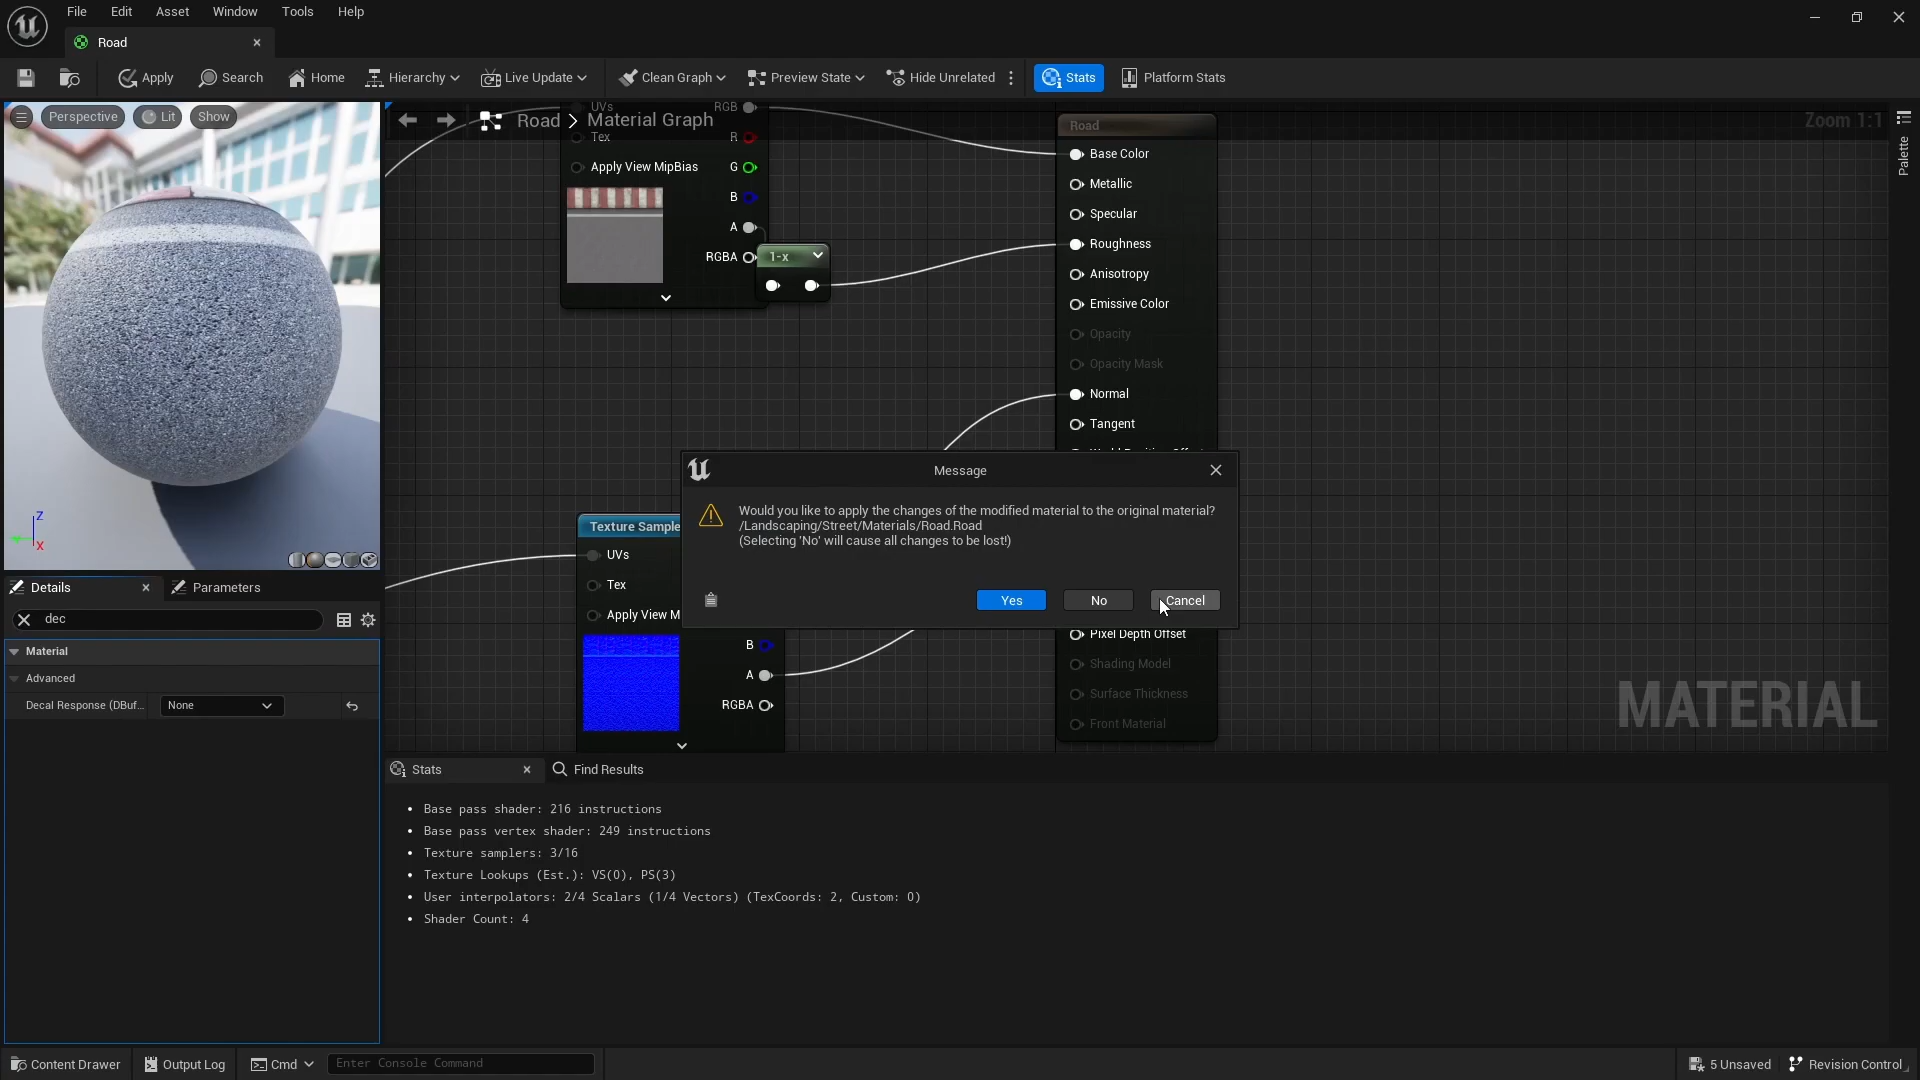 File Edit Asset Window Tools Help
Road
Apply Search Home Hierarchy Live Update Clean Graph Preview State Hide Unrelated Stats Platform Stats
Perspective Lit Show
Road > Material Graph
Zoom 1:1
Palette
UVs RGB
Tex R
Apply View MipBias G
B
A
RGBA
1-x
Road
Base Color
Metallic
Specular
Roughness
Anisotropy
Emissive Color
Opacity
Opacity Mask
Normal
Tangent
Message
Would you like to apply the changes of the modified material to the original material?
/Landscaping/Street/Materials/Road.Road
(Selecting 'No' will cause all changes to be lost!)
Yes No Cancel
Pixel Depth Offset
Shading Model
Surface Thickness
Front Material
Texture Sample
UVs
Tex
Apply View M
B
A
RGBA
MATERIAL
Z
X
Details Parameters
dec
Material
Advanced
Decal Response (DBuf... None
Stats Find Results
• Base pass shader: 216 instructions
• Base pass vertex shader: 249 instructions
• Texture samplers: 3/16
• Texture Lookups (Est.): VS(0), PS(3)
• User interpolators: 2/4 Scalars (1/4 Vectors) (TexCoords: 2, Custom: 0)
• Shader Count: 4
Content Drawer Output Log Cmd Enter Console Command 5 Unsaved Revision Control